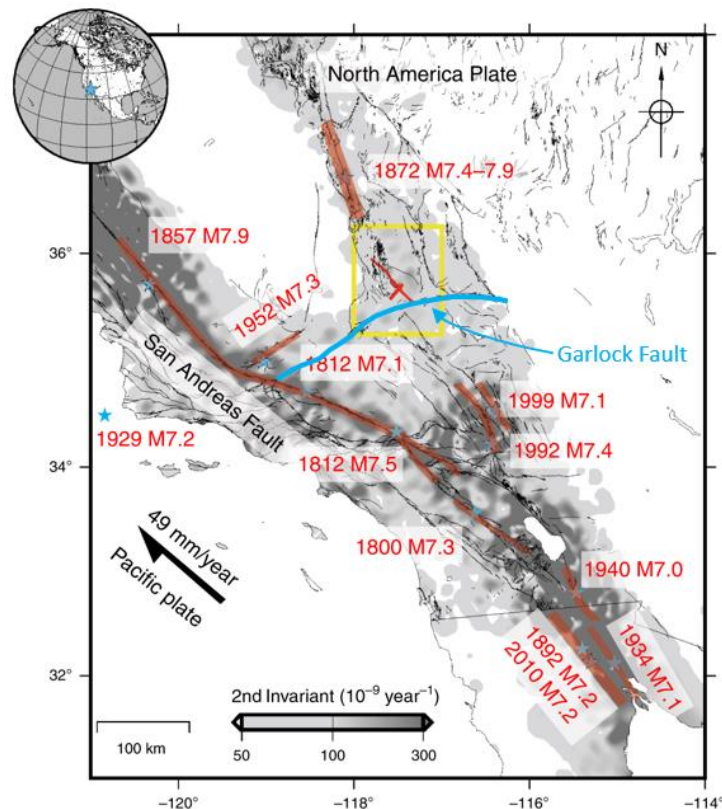 North America Plate
N
1872 M7.4–7.9
36°
1857 M7.9
1952 M7.3
1812 M7.1
Garlock Fault
San Andreas Fault
1999 M7.1
1929 M7.2
34°
1812 M7.5
1992 M7.4
49 mm/year
Pacific plate
1800 M7.3
1940 M7.0
1934 M7.1
1892 M7.2
2010 M7.2
32°
2nd Invariant (10⁻⁹ year⁻¹)
100 km
50 100 300
−120° −118° −116° −114°